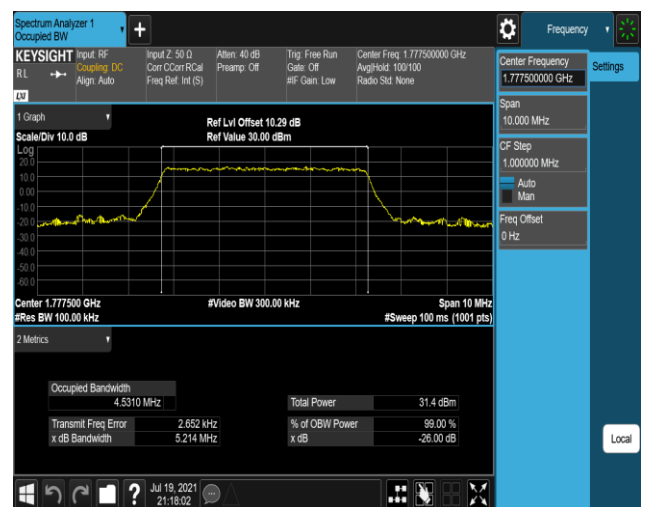 Spectrum Analyzer 1
Occupied BW
+
Frequency
KEYSIGHT
RL
LXI
Input: RF
Coupling: DC
Align: Auto
Input Z: 50 Ω
Corr CCorr RCal
Freq Ref: Int (S)
Atten: 40 dB
Preamp: Off
Trig: Free Run
Gate: Off
#IF Gain: Low
Center Freq: 1.777500000 GHz
Avg|Hold: 100/100
Radio Std: None
Center Frequency
1.777500000 GHz
Settings
Span
10.000 MHz
CF Step
1.000000 MHz
Auto
Man
Freq Offset
0 Hz
Local
1 Graph
Scale/Div 10.0 dB
Ref Lvl Offset 10.29 dB
Ref Value 30.00 dBm
Log
20.0
10.0
0.00
-10.0
-20.0
-30.0
-40.0
-50.0
-60.0
Center 1.777500 GHz
#Video BW 300.00 kHz
Span 10 MHz
#Res BW 100.00 kHz
#Sweep 100 ms (1001 pts)
2 Metrics
Occupied Bandwidth
4.5310 MHz
Total Power 31.4 dBm
Transmit Freq Error 2.652 kHz
% of OBW Power 99.00 %
x dB Bandwidth 5.214 MHz
x dB -26.00 dB
?
Jul 19, 2021
21:18:02